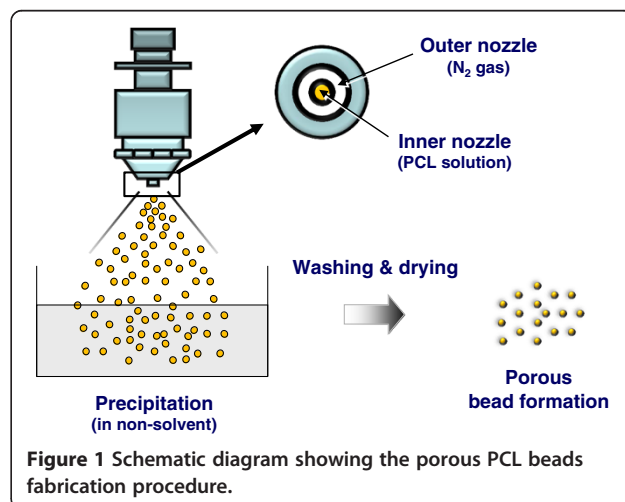 Outer nozzle
(N₂ gas)
Inner nozzle
(PCL solution)
Washing & drying
Precipitation
(in non-solvent)
Porous
bead formation
Figure 1 Schematic diagram showing the porous PCL beads
fabrication procedure.